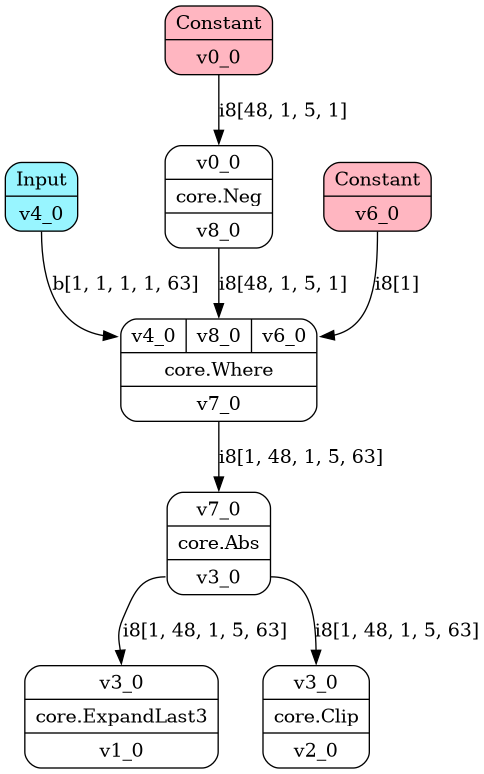 Constant
v0_0
i8[48, 1, 5, 1]
Input
v4_0
v0_0
core.Neg
v8_0
Constant
v6_0
b[1, 1, 1, 1, 63]
i8[48, 1, 5, 1]
i8[1]
v4_0 v8_0 v6_0
core.Where
v7_0
i8[1, 48, 1, 5, 63]
v7_0
core.Abs
v3_0
i8[1, 48, 1, 5, 63]
i8[1, 48, 1, 5, 63]
v3_0
core.ExpandLast3
v1_0
v3_0
core.Clip
v2_0